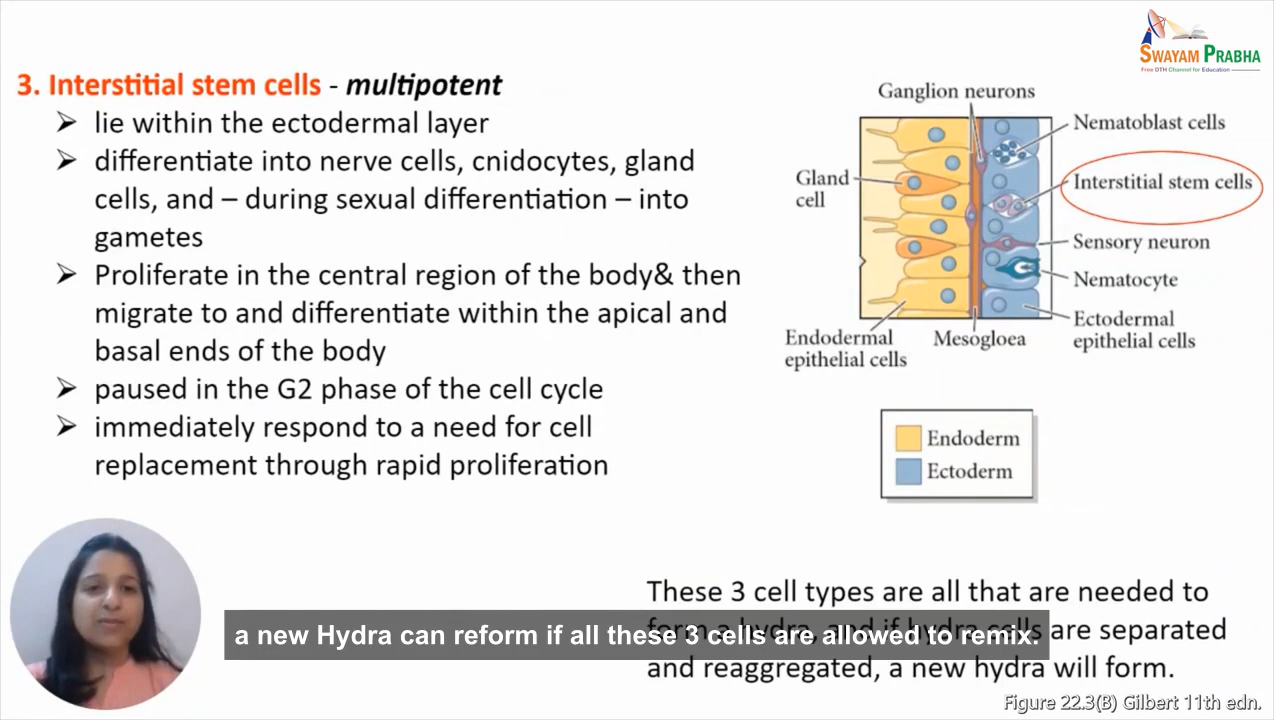 SWAYAM PRABHA
Free DTH Channel for Education
3. Interstitial stem cells - multipotent
➢ lie within the ectodermal layer
➢ differentiate into nerve cells, cnidocytes, gland
cells, and – during sexual differentiation – into
gametes
➢ Proliferate in the central region of the body& then
migrate to and differentiate within the apical and
basal ends of the body
➢ paused in the G2 phase of the cell cycle
➢ immediately respond to a need for cell
replacement through rapid proliferation
Ganglion neurons
Nematoblast cells
Gland
cell
Interstitial stem cells
Sensory neuron
Nematocyte
Endodermal
epithelial cells
Mesogloea
Ectodermal
epithelial cells
Endoderm
Ectoderm
These 3 cell types are all that are needed to
form a hydra, and if hydra cells are separated
and reaggregated, a new hydra will form.
a new Hydra can reform if all these 3 cells are allowed to remix.
Figure 22.3(B) Gilbert 11th edn.